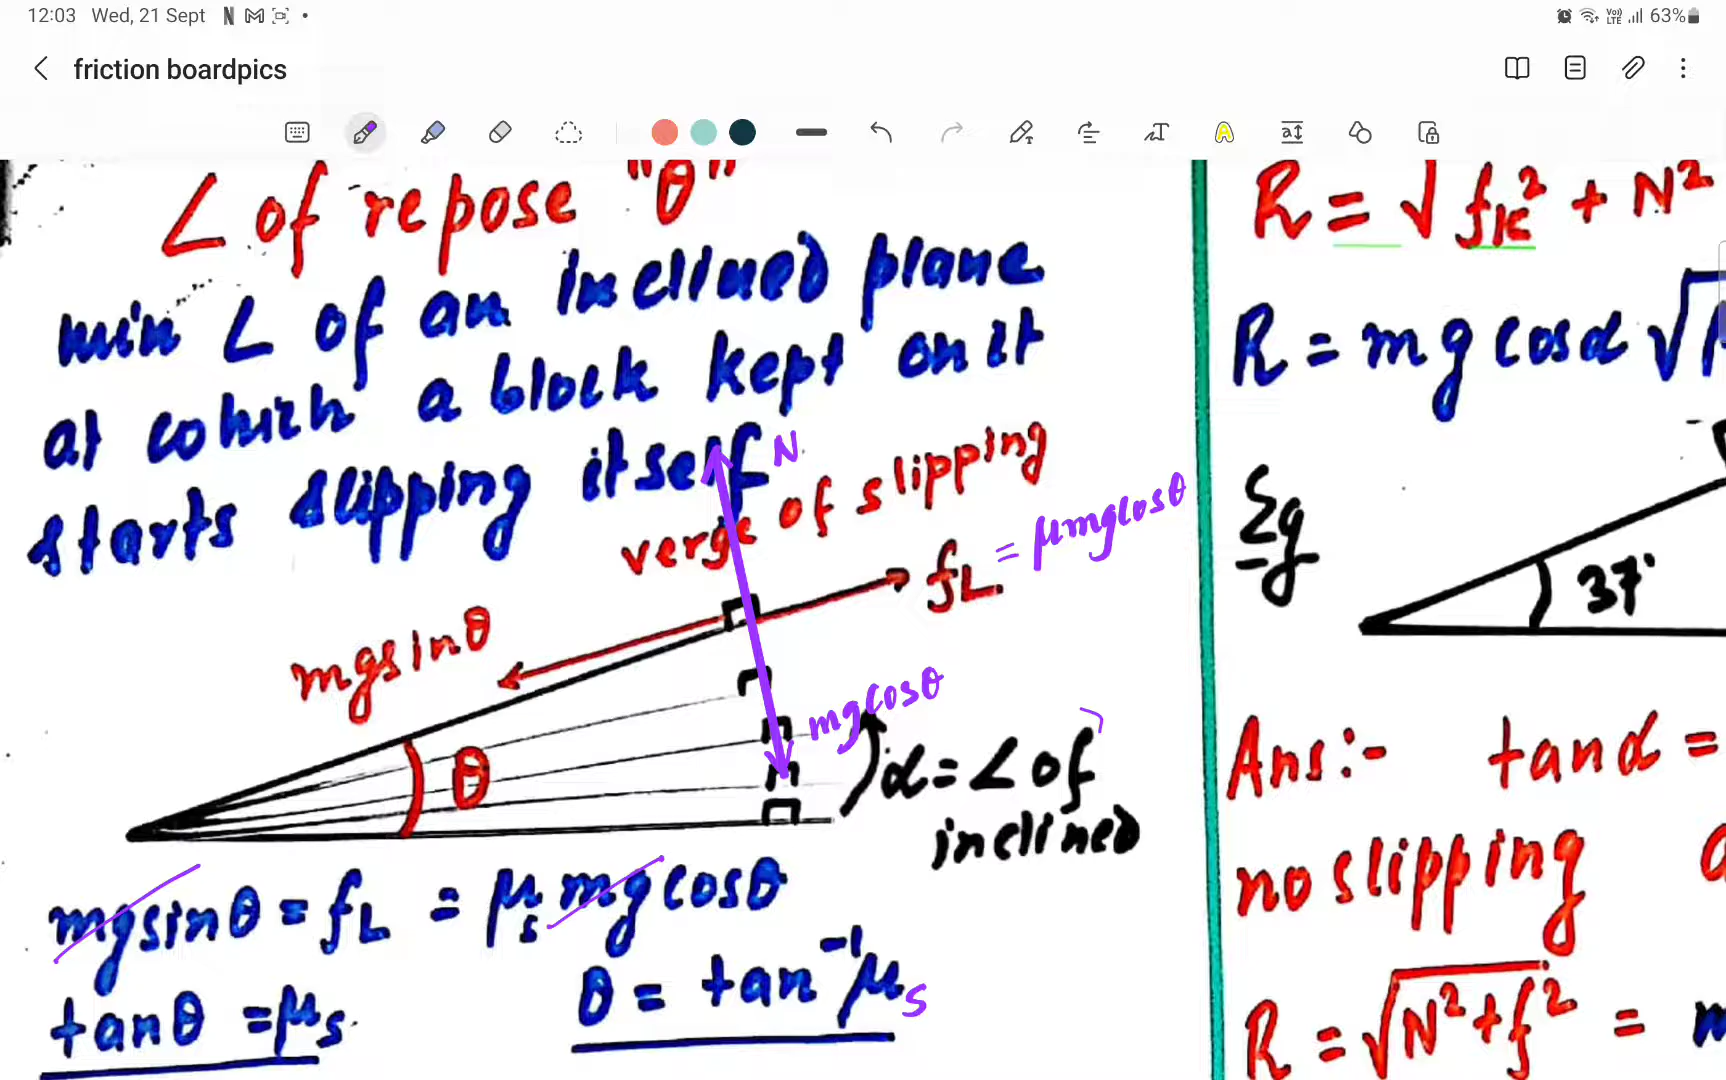 12:03 Wed, 21 Sept
63%
friction boardpics
∠ of repose "θ"
min ∠ of an inclined plane
at which a block kept on it
starts slipping itself
N
verge of slipping
fL = μmgcosθ
mgsinθ
mgcosθ
θ
α = ∠ of
inclined
mgsinθ = fL = μs mgcosθ
tanθ = μs.
θ = tan⁻¹μs
R = √fk² + N²
R = mg cosα √
Eg
37°
Ans:- tanα =
no slipping
R = √N²+f² =